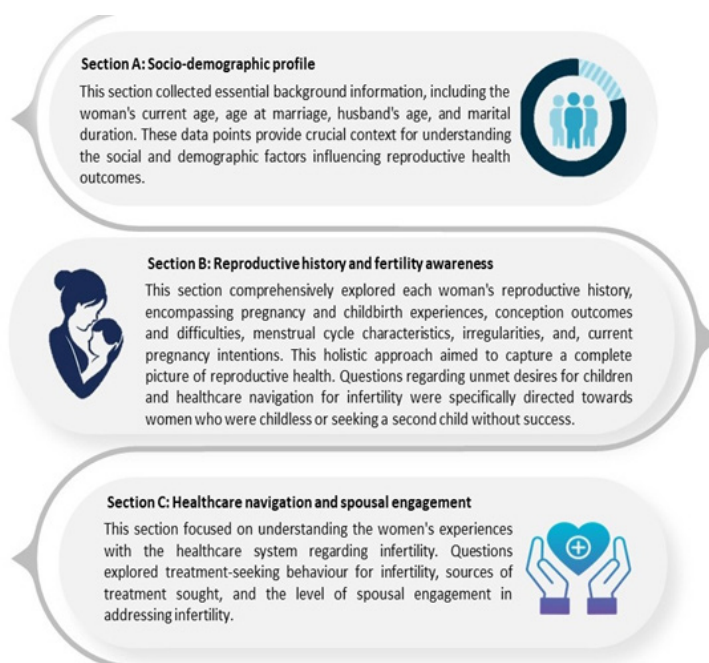 Section A: Socio-demographic profile
This section collected essential background information, including the
woman's current age, age at marriage, husband's age, and marital
duration. These data points provide crucial context for understanding
the social and demographic factors influencing reproductive health
outcomes.
Section B: Reproductive history and fertility awareness
This section comprehensively explored each woman's reproductive history,
encompassing pregnancy and childbirth experiences, conception outcomes
and difficulties, menstrual cycle characteristics, irregularities, and, current
pregnancy intentions. This holistic approach aimed to capture a complete
picture of reproductive health. Questions regarding unmet desires for children
and healthcare navigation for infertility were specifically directed towards
women who were childless or seeking a second child without success.
Section C: Healthcare navigation and spousal engagement
This section focused on understanding the women's experiences
with the healthcare system regarding infertility. Questions
explored treatment-seeking behaviour for infertility, sources of
treatment sought, and the level of spousal engagement in
addressing infertility.